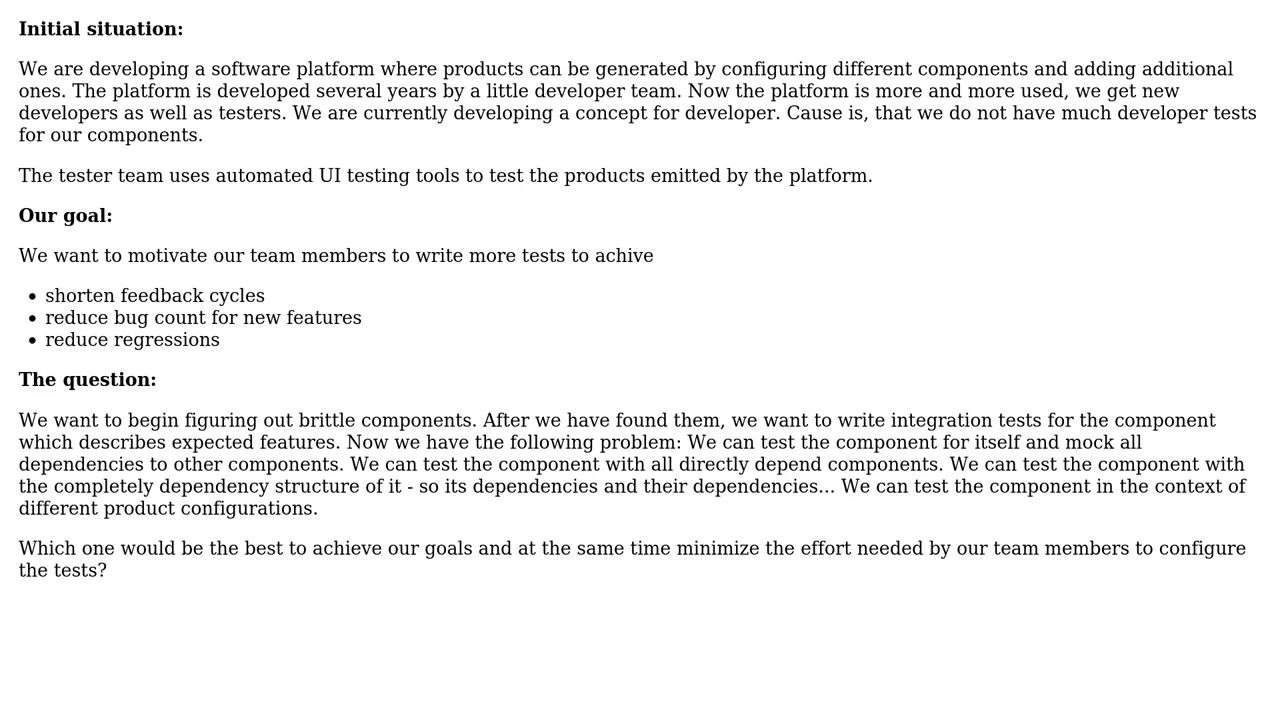 Initial situation:
We are developing a software platform where products can be generated by configuring different components and adding additional
ones. The platform is developed several years by a little developer team. Now the platform is more and more used, we get new
developers as well as testers. We are currently developing a concept for developer. Cause is, that we do not have much developer tests
for our components.
The tester team uses automated UI testing tools to test the products emitted by the platform.
Our goal:
We want to motivate our team members to write more tests to achive
• shorten feedback cycles
• reduce bug count for new features
• reduce regressions
The question:
We want to begin figuring out brittle components. After we have found them, we want to write integration tests for the component
which describes expected features. Now we have the following problem: We can test the component for itself and mock all
dependencies to other components. We can test the component with all directly depend components. We can test the component with
the completely dependency structure of it - so its dependencies and their dependencies... We can test the component in the context of
different product configurations.
Which one would be the best to achieve our goals and at the same time minimize the effort needed by our team members to configure
the tests?